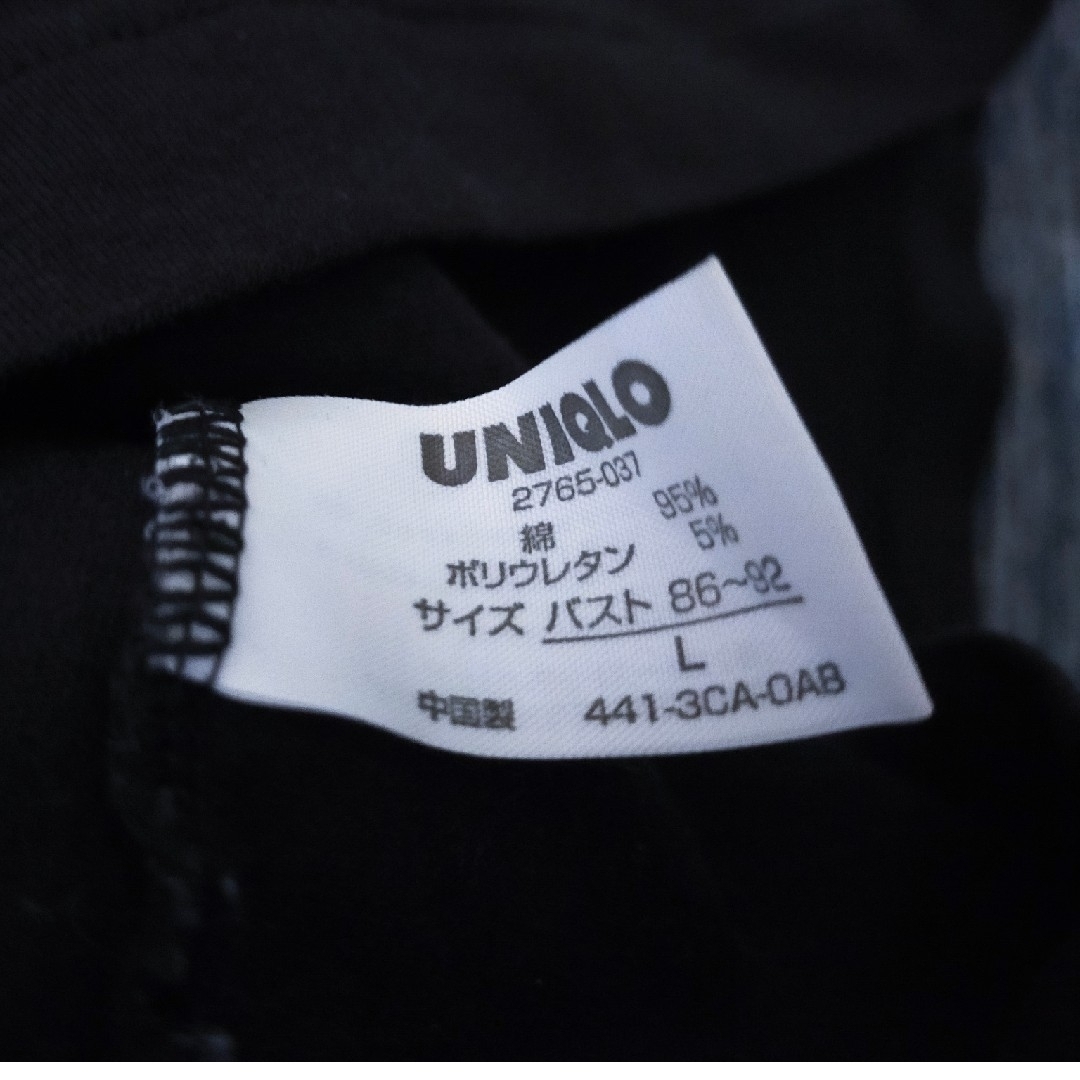 UNIQLO
2765-037
綿 95%
ポリウレタン 5%
サイズ バスト 86～92
L
中国製 441-3CA-0AB